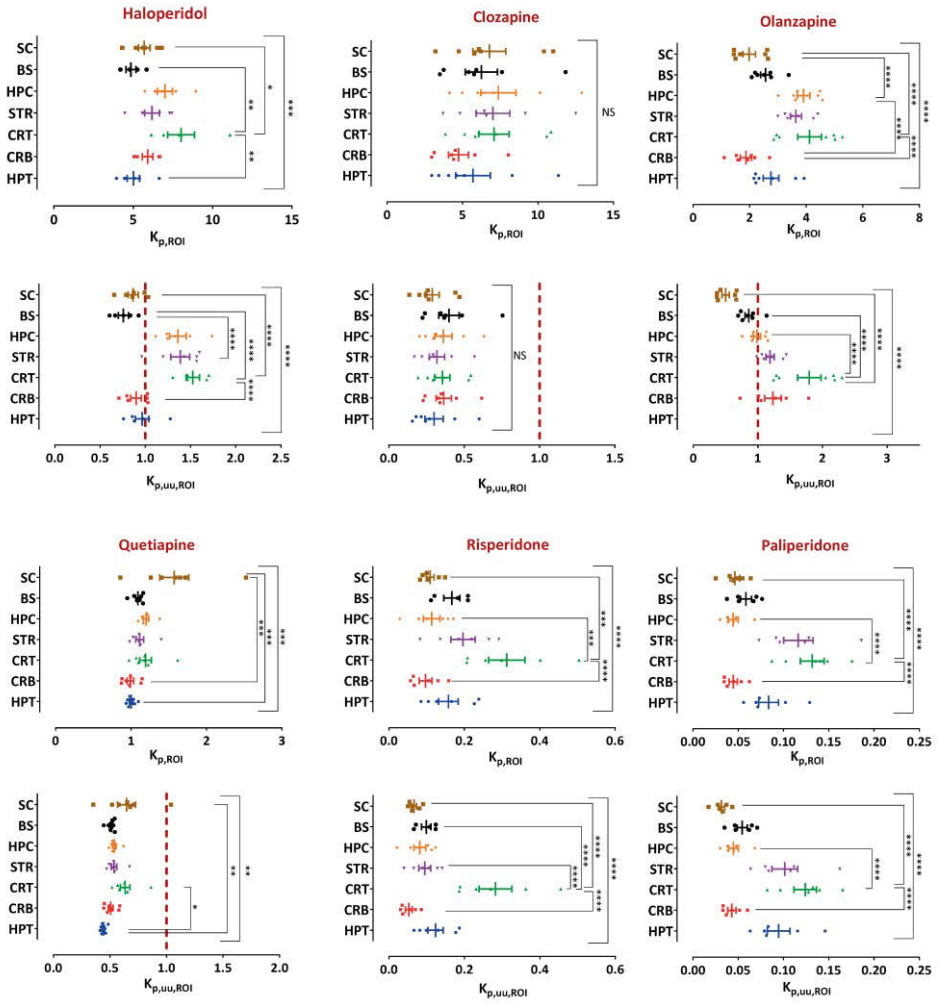 Haloperidol
SC
BS
HPC
STR
CRT
CRB
HPT
*
***
**
**
0 5 10 15
Kp,ROI
Clozapine
SC
BS
HPC
STR
CRT
CRB
HPT
NS
0 5 10 15
Kp,ROI
Olanzapine
SC
BS
HPC
STR
CRT
CRB
HPT
****
****
****
****
****
0 2 4 6 8
Kp,ROI
SC
BS
HPC
STR
CRT
CRB
HPT
****
****
****
****
****
0.0 0.5 1.0 1.5 2.0 2.5
Kp,uu,ROI
SC
BS
HPC
STR
CRT
CRB
HPT
NS
0.0 0.5 1.0 1.5
Kp,uu,ROI
SC
BS
HPC
STR
CRT
CRB
HPT
****
****
****
****
0 1 2 3
Kp,uu,ROI
Quetiapine
SC
BS
HPC
STR
CRT
CRB
HPT
***
***
***
0 1 2 3
Kp,ROI
Risperidone
SC
BS
HPC
STR
CRT
CRB
HPT
***
***
****
****
0.0 0.2 0.4 0.6
Kp,ROI
Paliperidone
SC
BS
HPC
STR
CRT
CRB
HPT
****
****
****
****
0.00 0.05 0.10 0.15 0.20 0.25
Kp,ROI
SC
BS
HPC
STR
CRT
CRB
HPT
*
**
**
0.0 0.5 1.0 1.5 2.0
Kp,uu,ROI
SC
BS
HPC
STR
CRT
CRB
HPT
****
****
****
****
****
0.0 0.2 0.4 0.6
Kp,uu,ROI
SC
BS
HPC
STR
CRT
CRB
HPT
****
****
****
****
0.00 0.05 0.10 0.15 0.20 0.25
Kp,uu,ROI